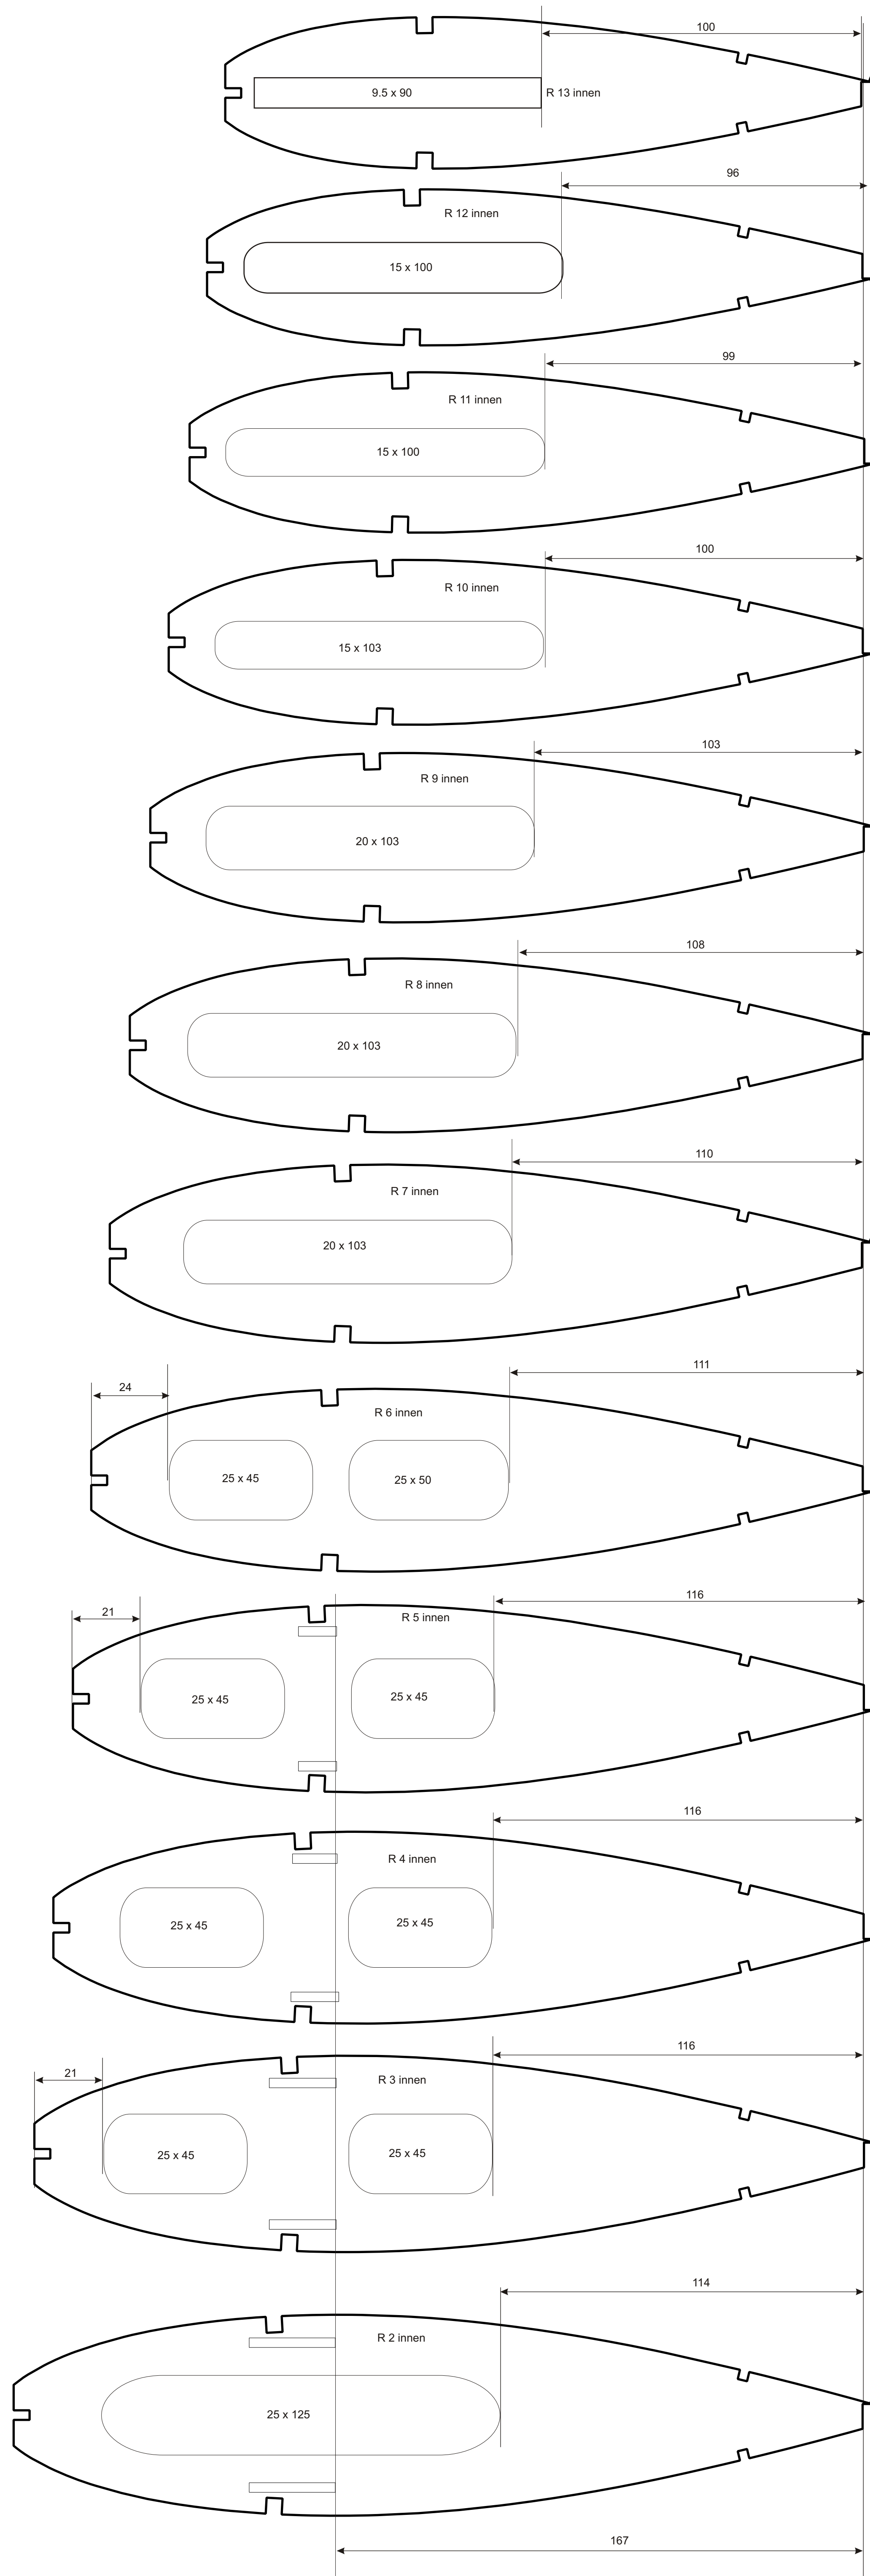 100
9.5 x 90 R 13 innen
96
R 12 innen
15 x 100
99
R 11 innen
15 x 100
100
R 10 innen
15 x 103
103
R 9 innen
20 x 103
108
R 8 innen
20 x 103
110
R 7 innen
20 x 103
111
24
R 6 innen
25 x 45 25 x 50
116
21
R 5 innen
25 x 45 25 x 45
116
R 4 innen
25 x 45 25 x 45
116
21
R 3 innen
25 x 45 25 x 45
114
R 2 innen
25 x 125
167